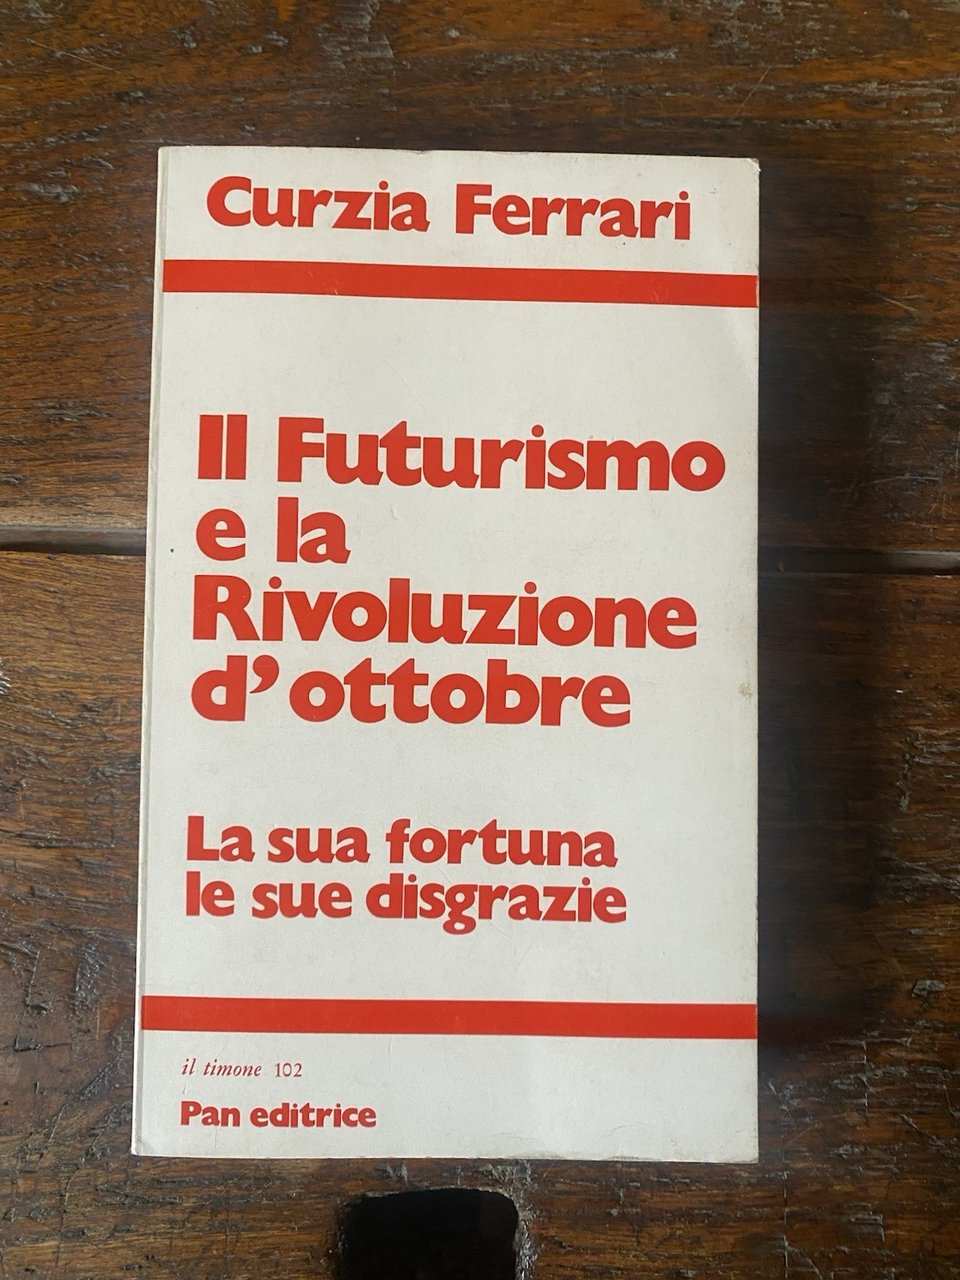 Curzia Ferrari
Il Futurismo
e la
Rivoluzione
d'ottobre
La sua fortuna
le sue disgrazie
il timone 102
Pan editrice